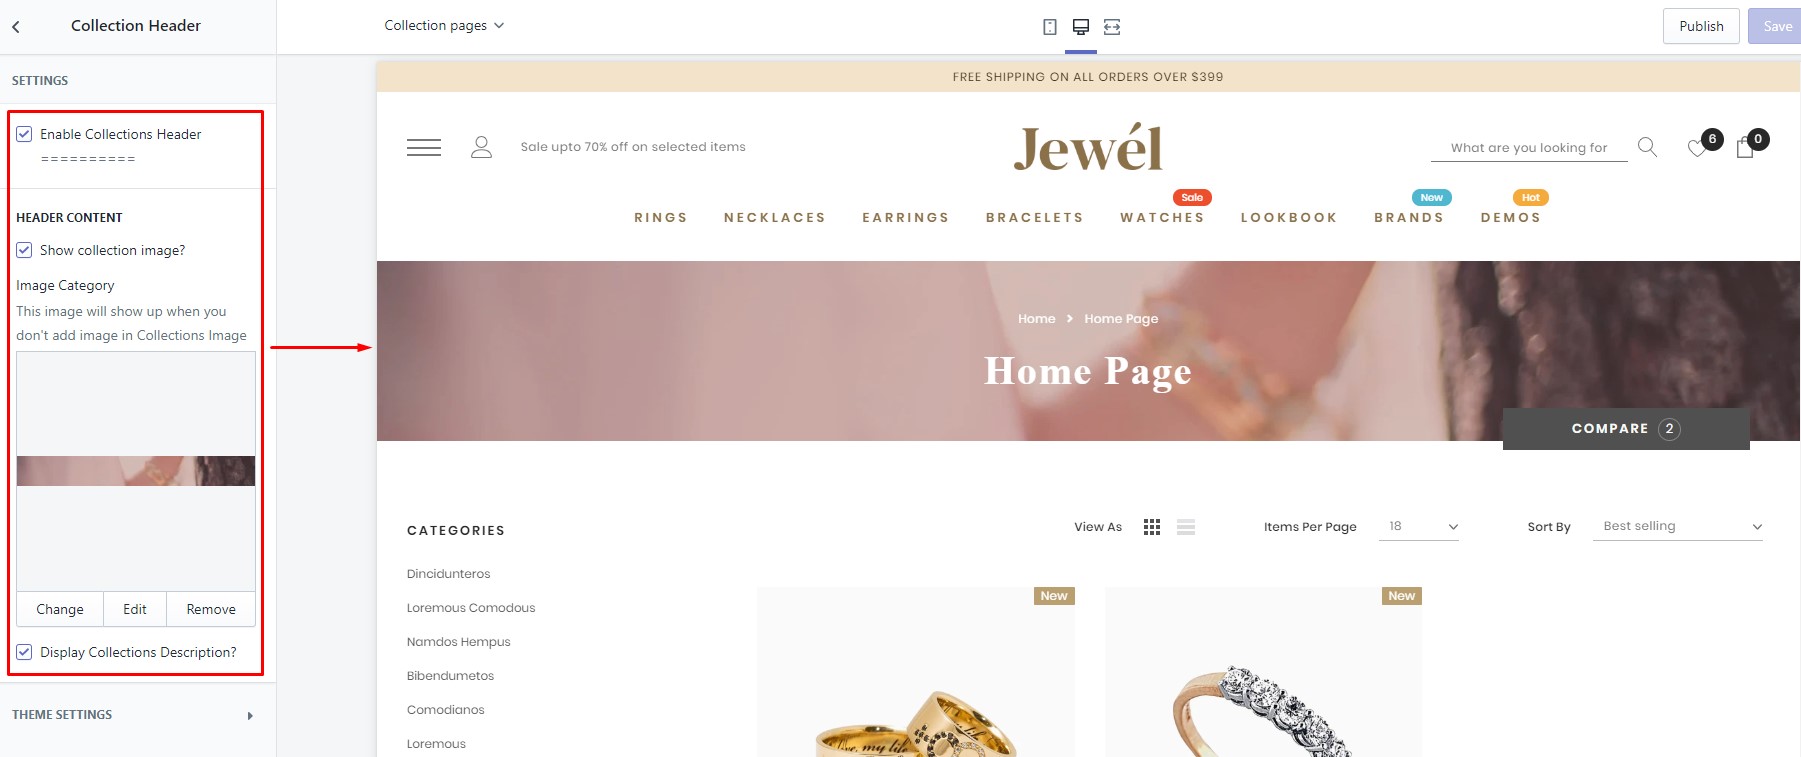 Collection Header
Collection pages
Publish
Save
SETTINGS
Enable Collections Header
==========
HEADER CONTENT
Show collection image?
Image Category
This image will show up when you
don't add image in Collections Image
Change
Edit
Remove
Display Collections Description?
THEME SETTINGS
FREE SHIPPING ON ALL ORDERS OVER $399
Sale upto 70% off on selected items
Jewél
What are you looking for
6
0
Sale
New
Hot
RINGS
NECKLACES
EARRINGS
BRACELETS
WATCHES
LOOKBOOK
BRANDS
DEMOS
Home > Home Page
Home Page
COMPARE 2
CATEGORIES
Dincidunteros
Loremous Comodous
Namdos Hempus
Bibendumetos
Comodianos
Loremous
View As
Items Per Page
18
Sort By
Best selling
New
New
my life